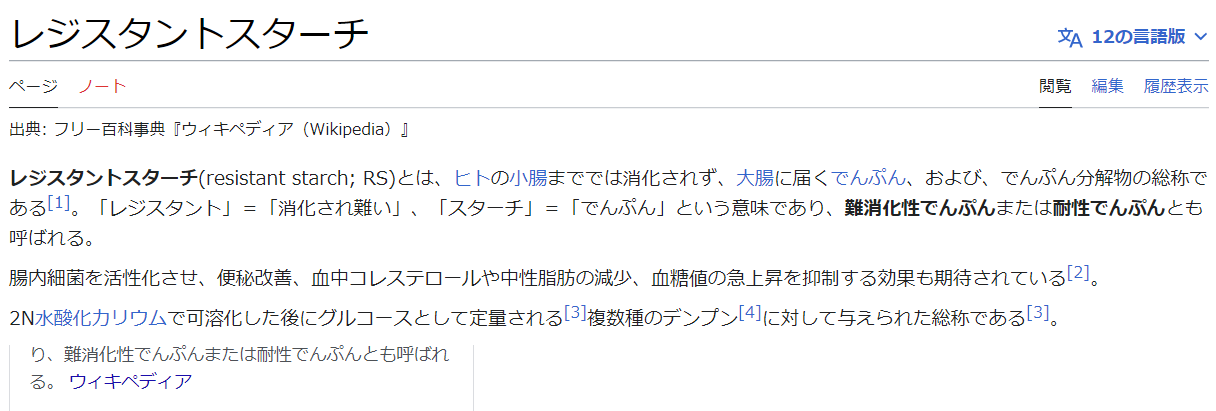 レジスタントスターチ
12の言語版
ページ ノート 閲覧 編集 履歴表示
出典: フリー百科事典『ウィキペディア（Wikipedia）』
レジスタントスターチ(resistant starch; RS)とは、ヒトの小腸まででは消化されず、大腸に届くでんぷん、および、でんぷん分解物の総称で
ある[1]。「レジスタント」＝「消化され難い」、「スターチ」＝「でんぷん」という意味であり、難消化性でんぷんまたは耐性でんぷんとも
呼ばれる。
腸内細菌を活性化させ、便秘改善、血中コレステロールや中性脂肪の減少、血糖値の急上昇を抑制する効果も期待されている[2]。
2N水酸化カリウムで可溶化した後にグルコースとして定量される[3]複数種のデンプン[4]に対して与えられた総称である[3]。
り、難消化性でんぷんまたは耐性でんぷんとも呼ばれ
る。 ウィキペディア